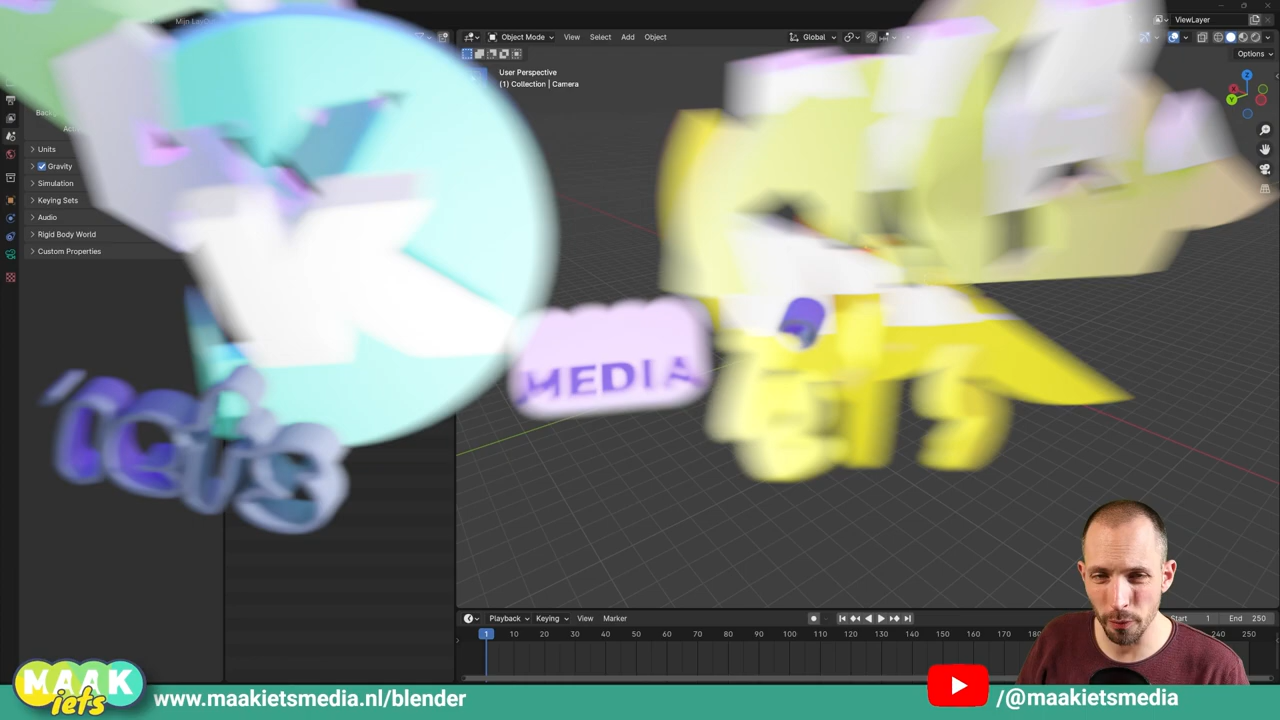 Mijn Lay
Object Mode
View
Select
Add
Object
Global
ViewLayer
Options
User Perspective
(1) Collection | Camera
Z
Y
Units
Gravity
Simulation
Keying Sets
Audio
Rigid Body World
Custom Properties
K
MEDIA
Playback
Keying
View
Marker
Start 1
End 250
1 10 20 30 40 50 60 70 80 90 100 110 120 130 140 150 160 170 240 250
MAAK
iets
www.maakietsmedia.nl/blender
/@maakietsmedia